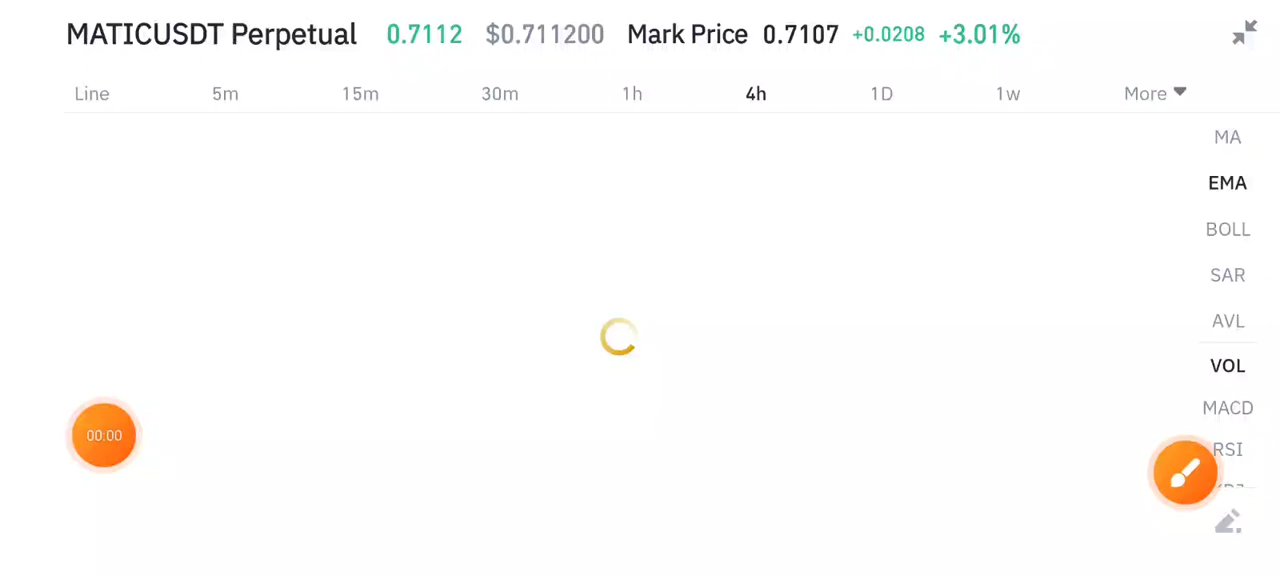 MATICUSDT Perpetual 0.7112 $0.711200 Mark Price 0.7107 +0.0208 +3.01%
Line 5m 15m 30m 1h 4h 1D 1w More
MA
EMA
BOLL
SAR
AVL
VOL
MACD
RSI
00:00